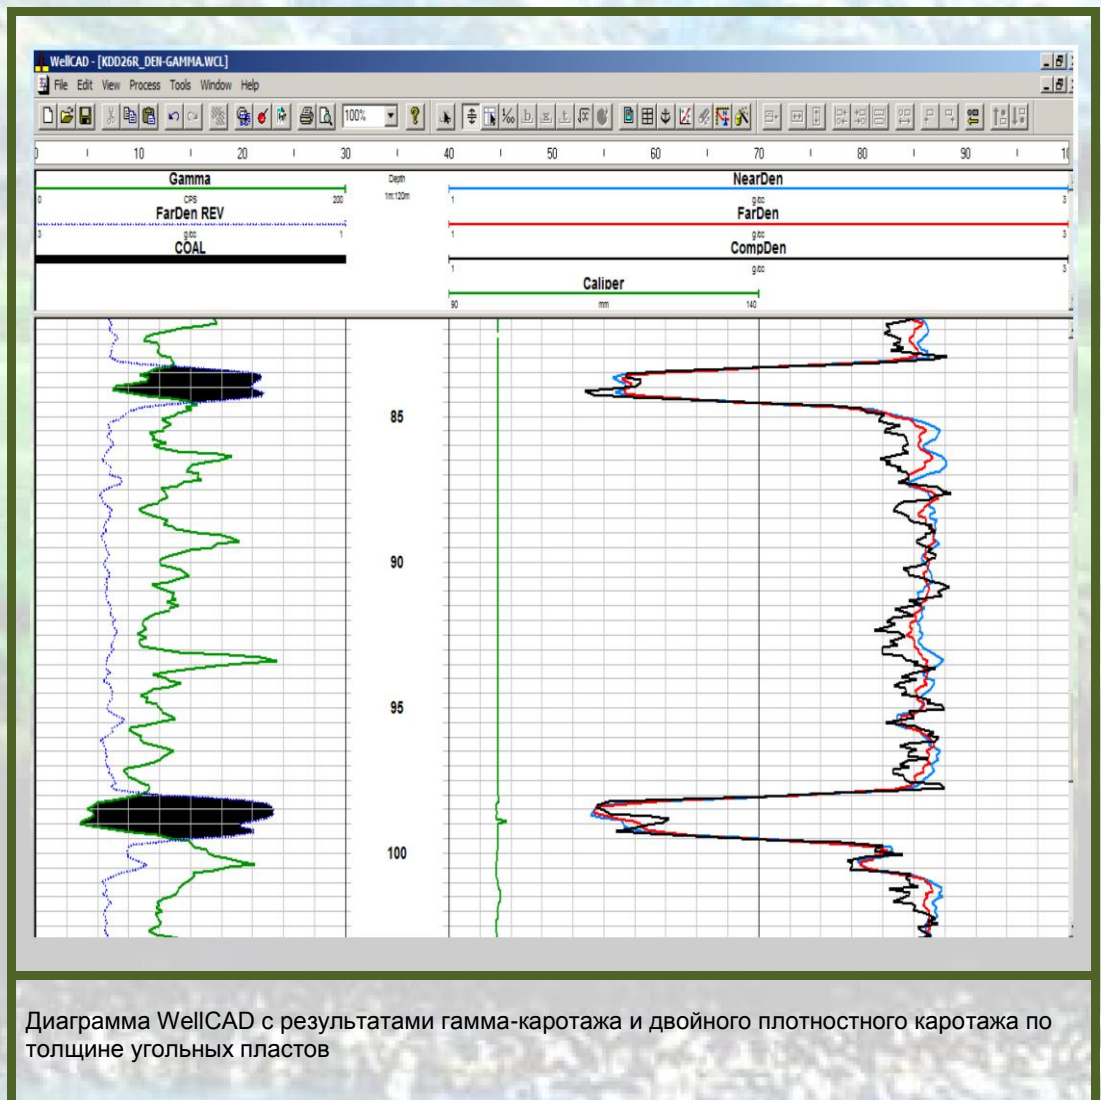 WellCAD - [KDD26R_DEN-GAMMA.WCL]
File Edit View Process Tools Window Help
100%
10 20 30 40 50 60 70 80 90 10
Gamma
0 CPS 200
FarDen REV
3 g/cc 1
COAL
Depth
1m:120m
NearDen
1 g/cc 3
FarDen
1 g/cc 3
CompDen
1 g/cc 3
Caliper
90 mm 140
85
90
95
100
Диаграмма WellCAD с результатами гамма-каротажа и двойного плотностного каротажа по
толщине угольных пластов